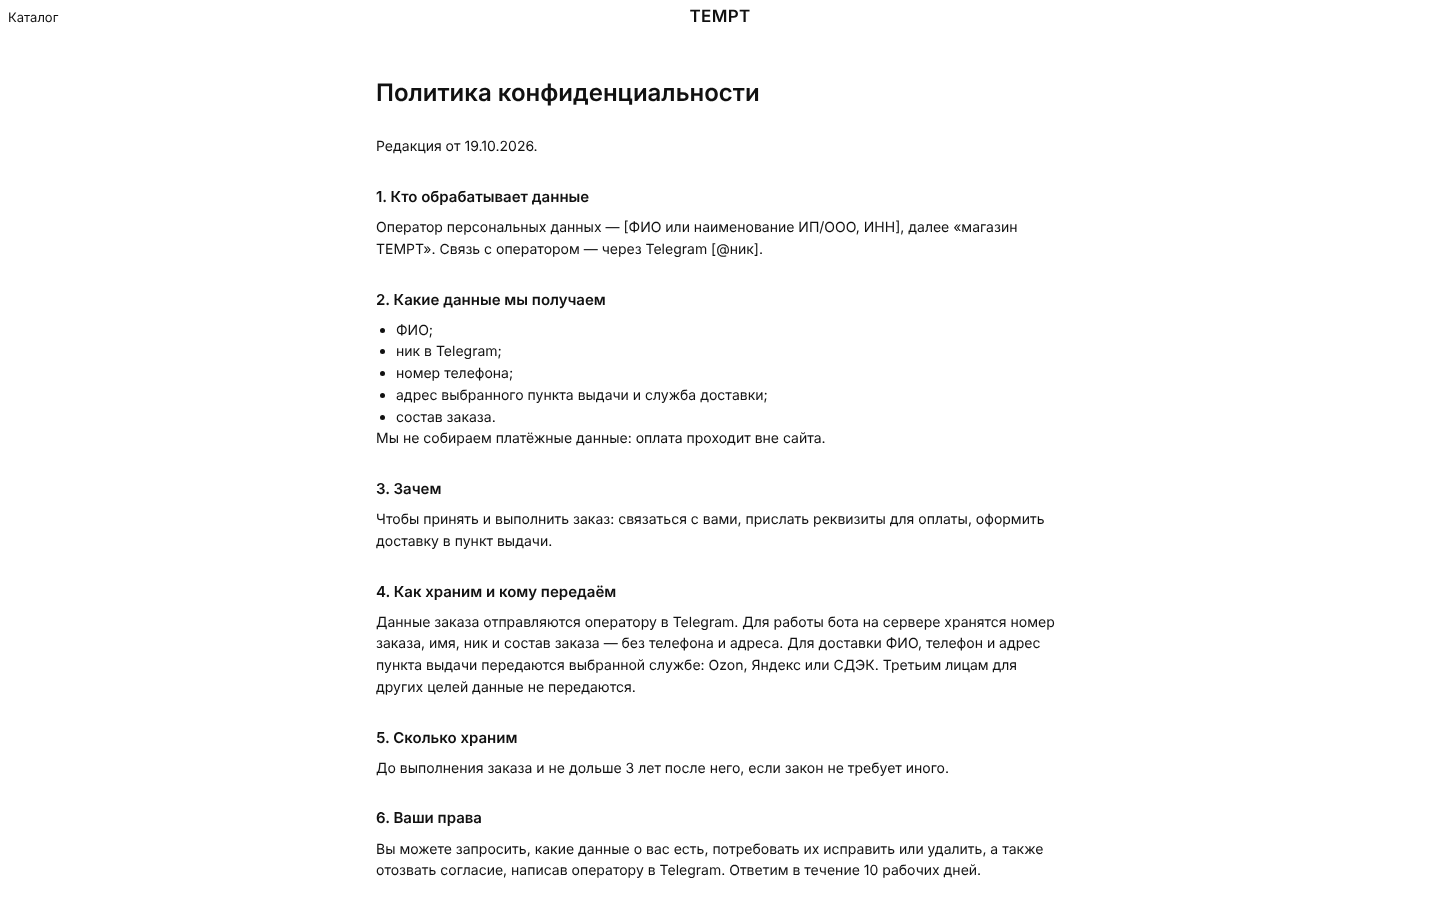 Каталог
TEMPT
Политика конфиденциальности
Редакция от 19.10.2026.
1. Кто обрабатывает данные
Оператор персональных данных — [ФИО или наименование ИП/ООО, ИНН], далее «магазин
TEMPT». Связь с оператором — через Telegram [@ник].
2. Какие данные мы получаем
• ФИО;
• ник в Telegram;
• номер телефона;
• адрес выбранного пункта выдачи и служба доставки;
• состав заказа.
Мы не собираем платёжные данные: оплата проходит вне сайта.
3. Зачем
Чтобы принять и выполнить заказ: связаться с вами, прислать реквизиты для оплаты, оформить
доставку в пункт выдачи.
4. Как храним и кому передаём
Данные заказа отправляются оператору в Telegram. Для работы бота на сервере хранятся номер
заказа, имя, ник и состав заказа — без телефона и адреса. Для доставки ФИО, телефон и адрес
пункта выдачи передаются выбранной службе: Ozon, Яндекс или СДЭК. Третьим лицам для
других целей данные не передаются.
5. Сколько храним
До выполнения заказа и не дольше 3 лет после него, если закон не требует иного.
6. Ваши права
Вы можете запросить, какие данные о вас есть, потребовать их исправить или удалить, а также
отозвать согласие, написав оператору в Telegram. Ответим в течение 10 рабочих дней.